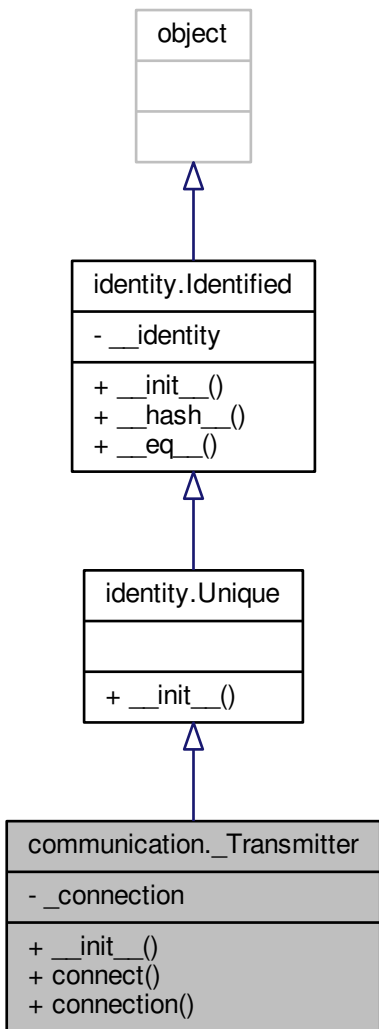 object
identity.Identified
- __identity
+ __init__()
+ __hash__()
+ __eq__()
identity.Unique
+ __init__()
communication._Transmitter
- _connection
+ __init__()
+ connect()
+ connection()